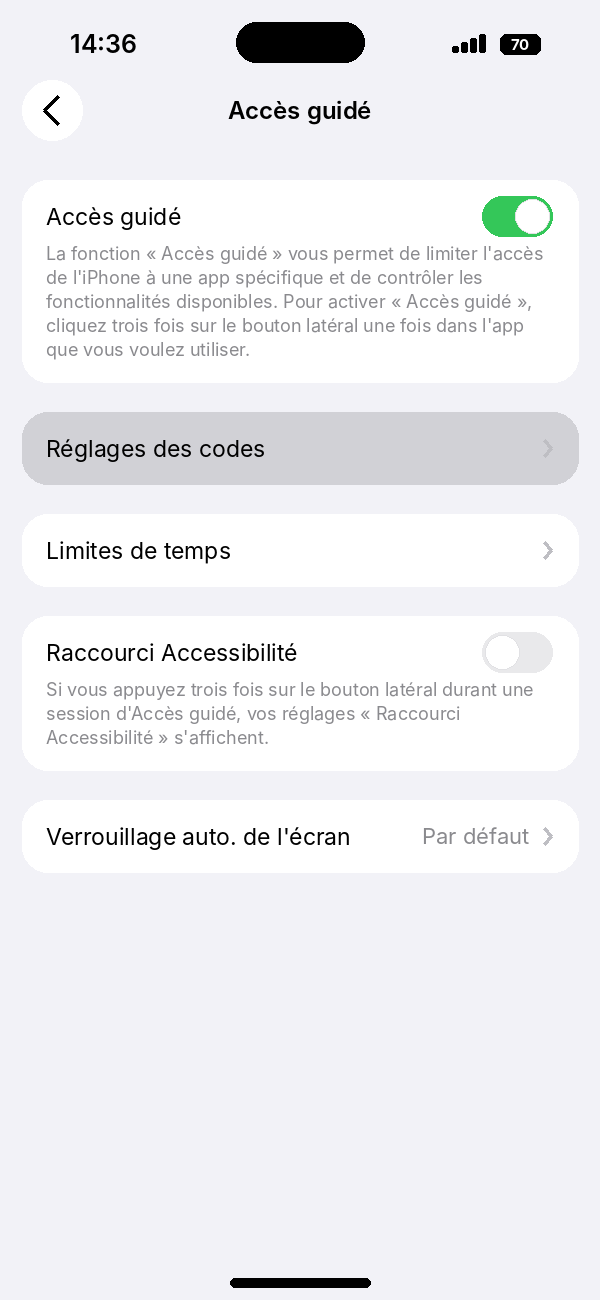 14:36
70
Accès guidé
Accès guidé
La fonction « Accès guidé » vous permet de limiter l'accès
de l'iPhone à une app spécifique et de contrôler les
fonctionnalités disponibles. Pour activer « Accès guidé »,
cliquez trois fois sur le bouton latéral une fois dans l'app
que vous voulez utiliser.
Réglages des codes
Limites de temps
Raccourci Accessibilité
Si vous appuyez trois fois sur le bouton latéral durant une
session d'Accès guidé, vos réglages « Raccourci
Accessibilité » s'affichent.
Verrouillage auto. de l'écran Par défaut